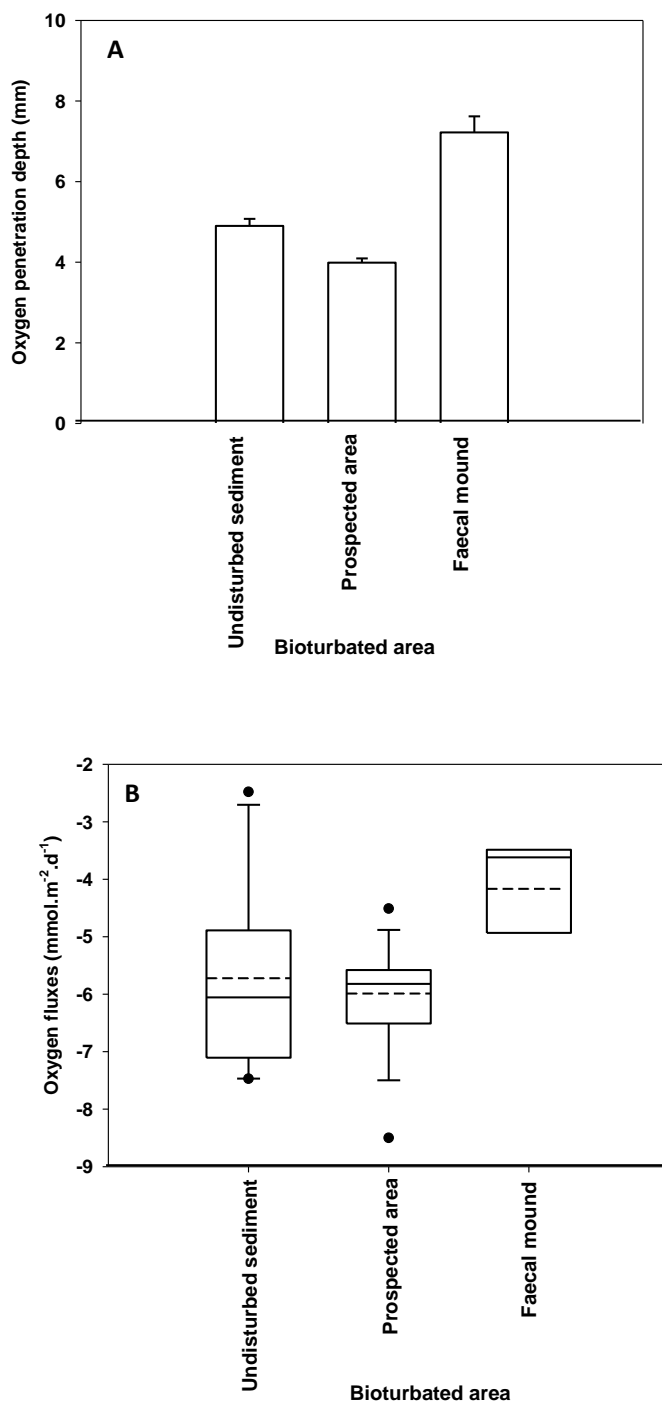 A
Oxygen penetration depth (mm)
10
8
6
4
2
0
Undisturbed sediment
Prospected area
Faecal mound
Bioturbated area
B
Oxygen fluxes (mmol.m⁻².d⁻¹)
-2
-3
-4
-5
-6
-7
-8
-9
Undisturbed sediment
Prospected area
Faecal mound
Bioturbated area